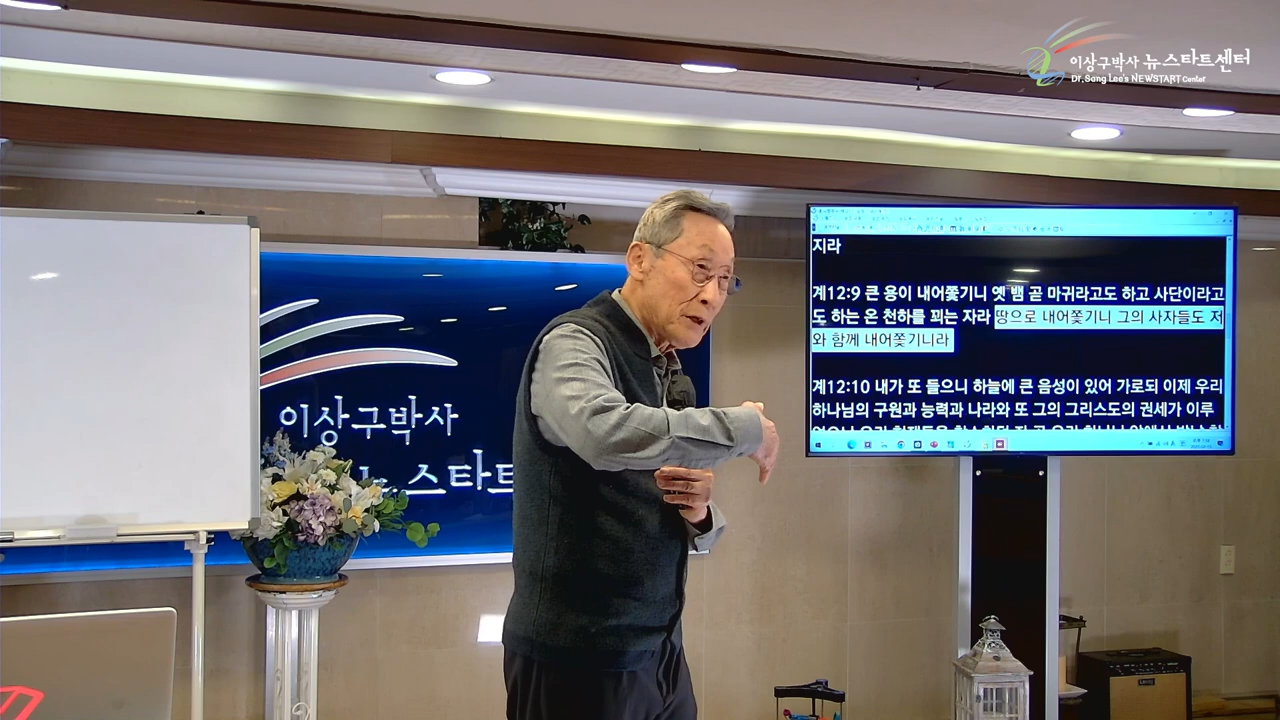 이상구박사 뉴스타트센터
Dr. Sang Lee's NEWSTART Center
지라
계12:9 큰 용이 내어쫓기니 옛 뱀 곧 마귀라고도 하고 사단이라고
도 하는 온 천하를 꾀는 자라 땅으로 내어쫓기니 그의 사자들도 저
와 함께 내어쫓기니라
계12:10 내가 또 들으니 하늘에 큰 음성이 있어 가로되 이제 우리
하나님의 구원과 능력과 나라와 또 그의 그리스도의 권세가 이루
이상구박사
스타트